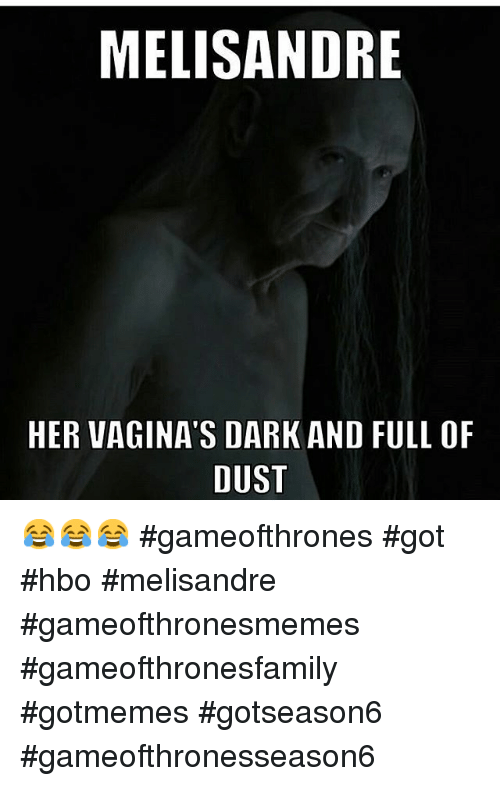 MELISANDRE
HER VAGINA'S DARK AND FULL OF
DUST
😂😂😂 #gameofthrones #got
#hbo #melisandre
#gameofthronesmemes
#gameofthronesfamily
#gotmemes #gotseason6
#gameofthronesseason6